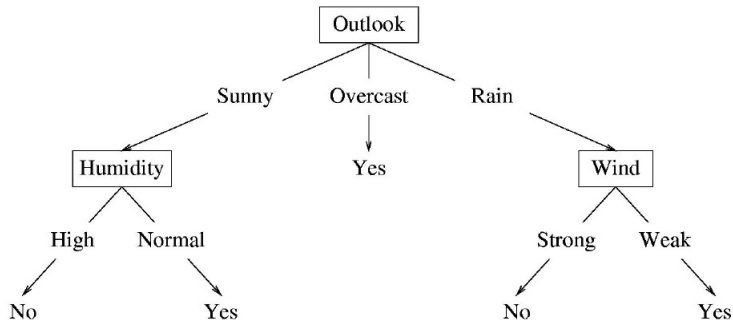 Outlook
Sunny Overcast Rain
Humidity Yes Wind
High Normal Strong Weak
No Yes No Yes